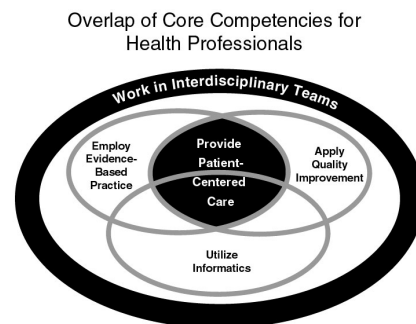 Overlap of Core Competencies for
Health Professionals
Work in Interdisciplinary Teams
Employ
Evidence-
Based
Practice
Provide
Patient-
Centered
Care
Apply
Quality
Improvement
Utilize
Informatics